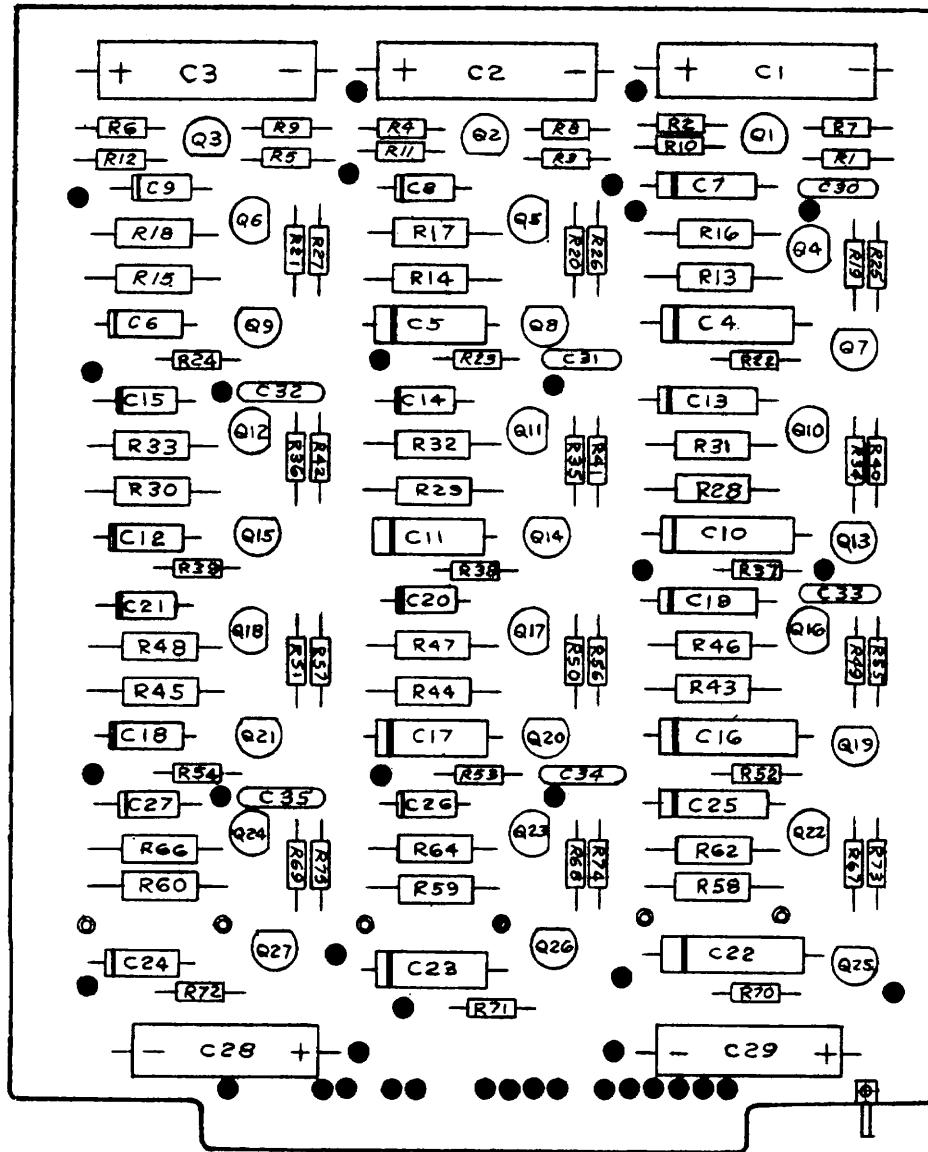 + C3 - + C2 - + C1 -
R6 Q3 R9 R4 Q2 R8 R2 Q1 R7
R12 R5 R11 R3 R10 R1
C9 C8 C7 C30
R18 Q6 R21 R27 R17 Q5 R20 R26 R16 Q4 R19 R25
R15 R14 R13
C6 Q9 C5 Q8 C4 Q7
R24 R23 C31 R22
C15 C32 C14 C13
R33 Q12 R36 R42 R32 Q11 R35 R41 R31 Q10 R34 R40
R30 R29 R28
C12 Q15 C11 Q14 C10 Q13
R39 R38 R37
C21 C20 C19 C33
R48 Q18 R51 R57 R47 Q17 R50 R56 R46 Q16 R49 R55
R45 R44 R43
C18 Q21 C17 Q20 C16 Q19
R54 R53 C34 R52
C27 C35 C26 C25
R66 Q24 R69 R75 R64 Q23 R68 R74 R62 Q22 R67 R73
R60 R59 R58
C24 Q27 C23 Q26 C22 Q25
R72 R71 R70
- C28 + - C29 +